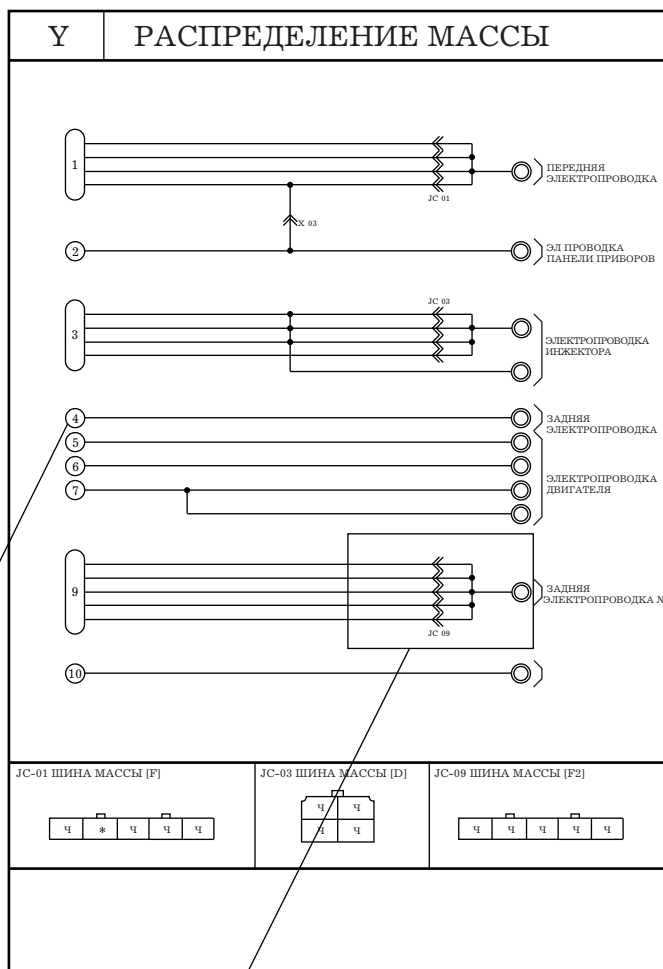 Y РАСПРЕДЕЛЕНИЕ МАССЫ
1
ПЕРЕДНЯЯ
ЭЛЕКТРОПРОВОДКА
JC 01
X 03
2
ЭЛ ПРОВОДКА
ПАНЕЛИ ПРИБОРОВ
JC 03
3
ЭЛЕКТРОПРОВОДКА
ИНЖЕКТОРА
4
ЗАДНЯЯ
ЭЛЕКТРОПРОВОДКА
5
6
ЭЛЕКТРОПРОВОДКА
ДВИГАТЕЛЯ
7
9
ЗАДНЯЯ
ЭЛЕКТРОПРОВОДКА N
JC 09
10
JC-01 ШИНА МАССЫ [F]
Ч * Ч Ч Ч
JC-03 ШИНА МАССЫ [D]
Ч Ч
Ч Ч
JC-09 ШИНА МАССЫ [F2]
Ч Ч Ч Ч Ч